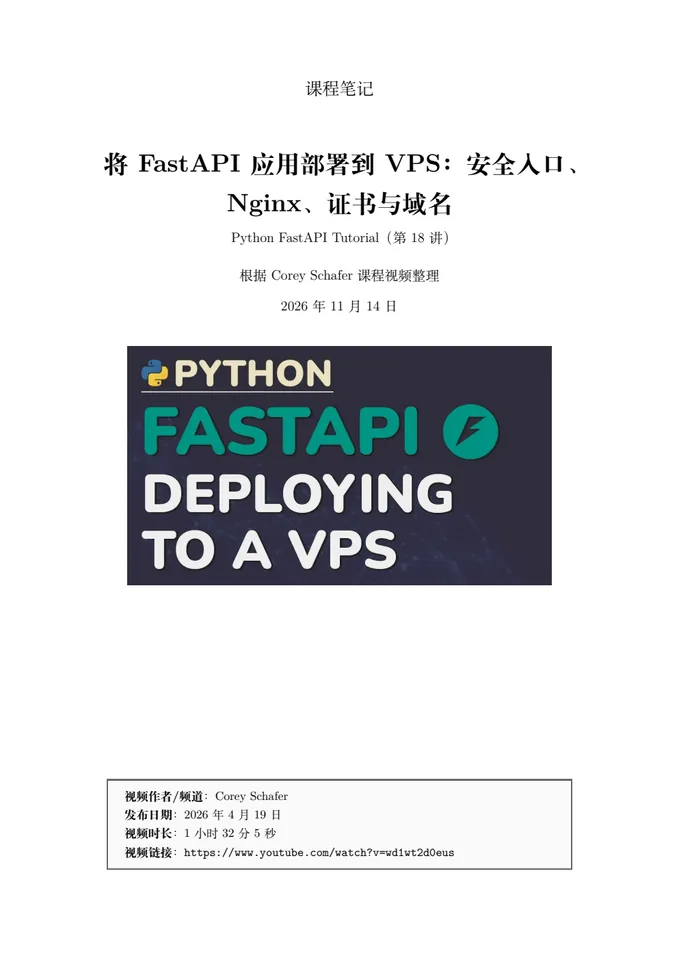 课程笔记
将 FastAPI 应用部署到 VPS：安全入口、
Nginx、证书与域名
Python FastAPI Tutorial（第 18 讲）
根据 Corey Schafer 课程视频整理
2026 年 11 月 14 日
PYTHON
FASTAPI
DEPLOYING
TO A VPS
视频作者/频道：Corey Schafer
发布日期：2026 年 4 月 19 日
视频时长：1 小时 32 分 5 秒
视频链接：https://www.youtube.com/watch?v=wd1wt2d0eus